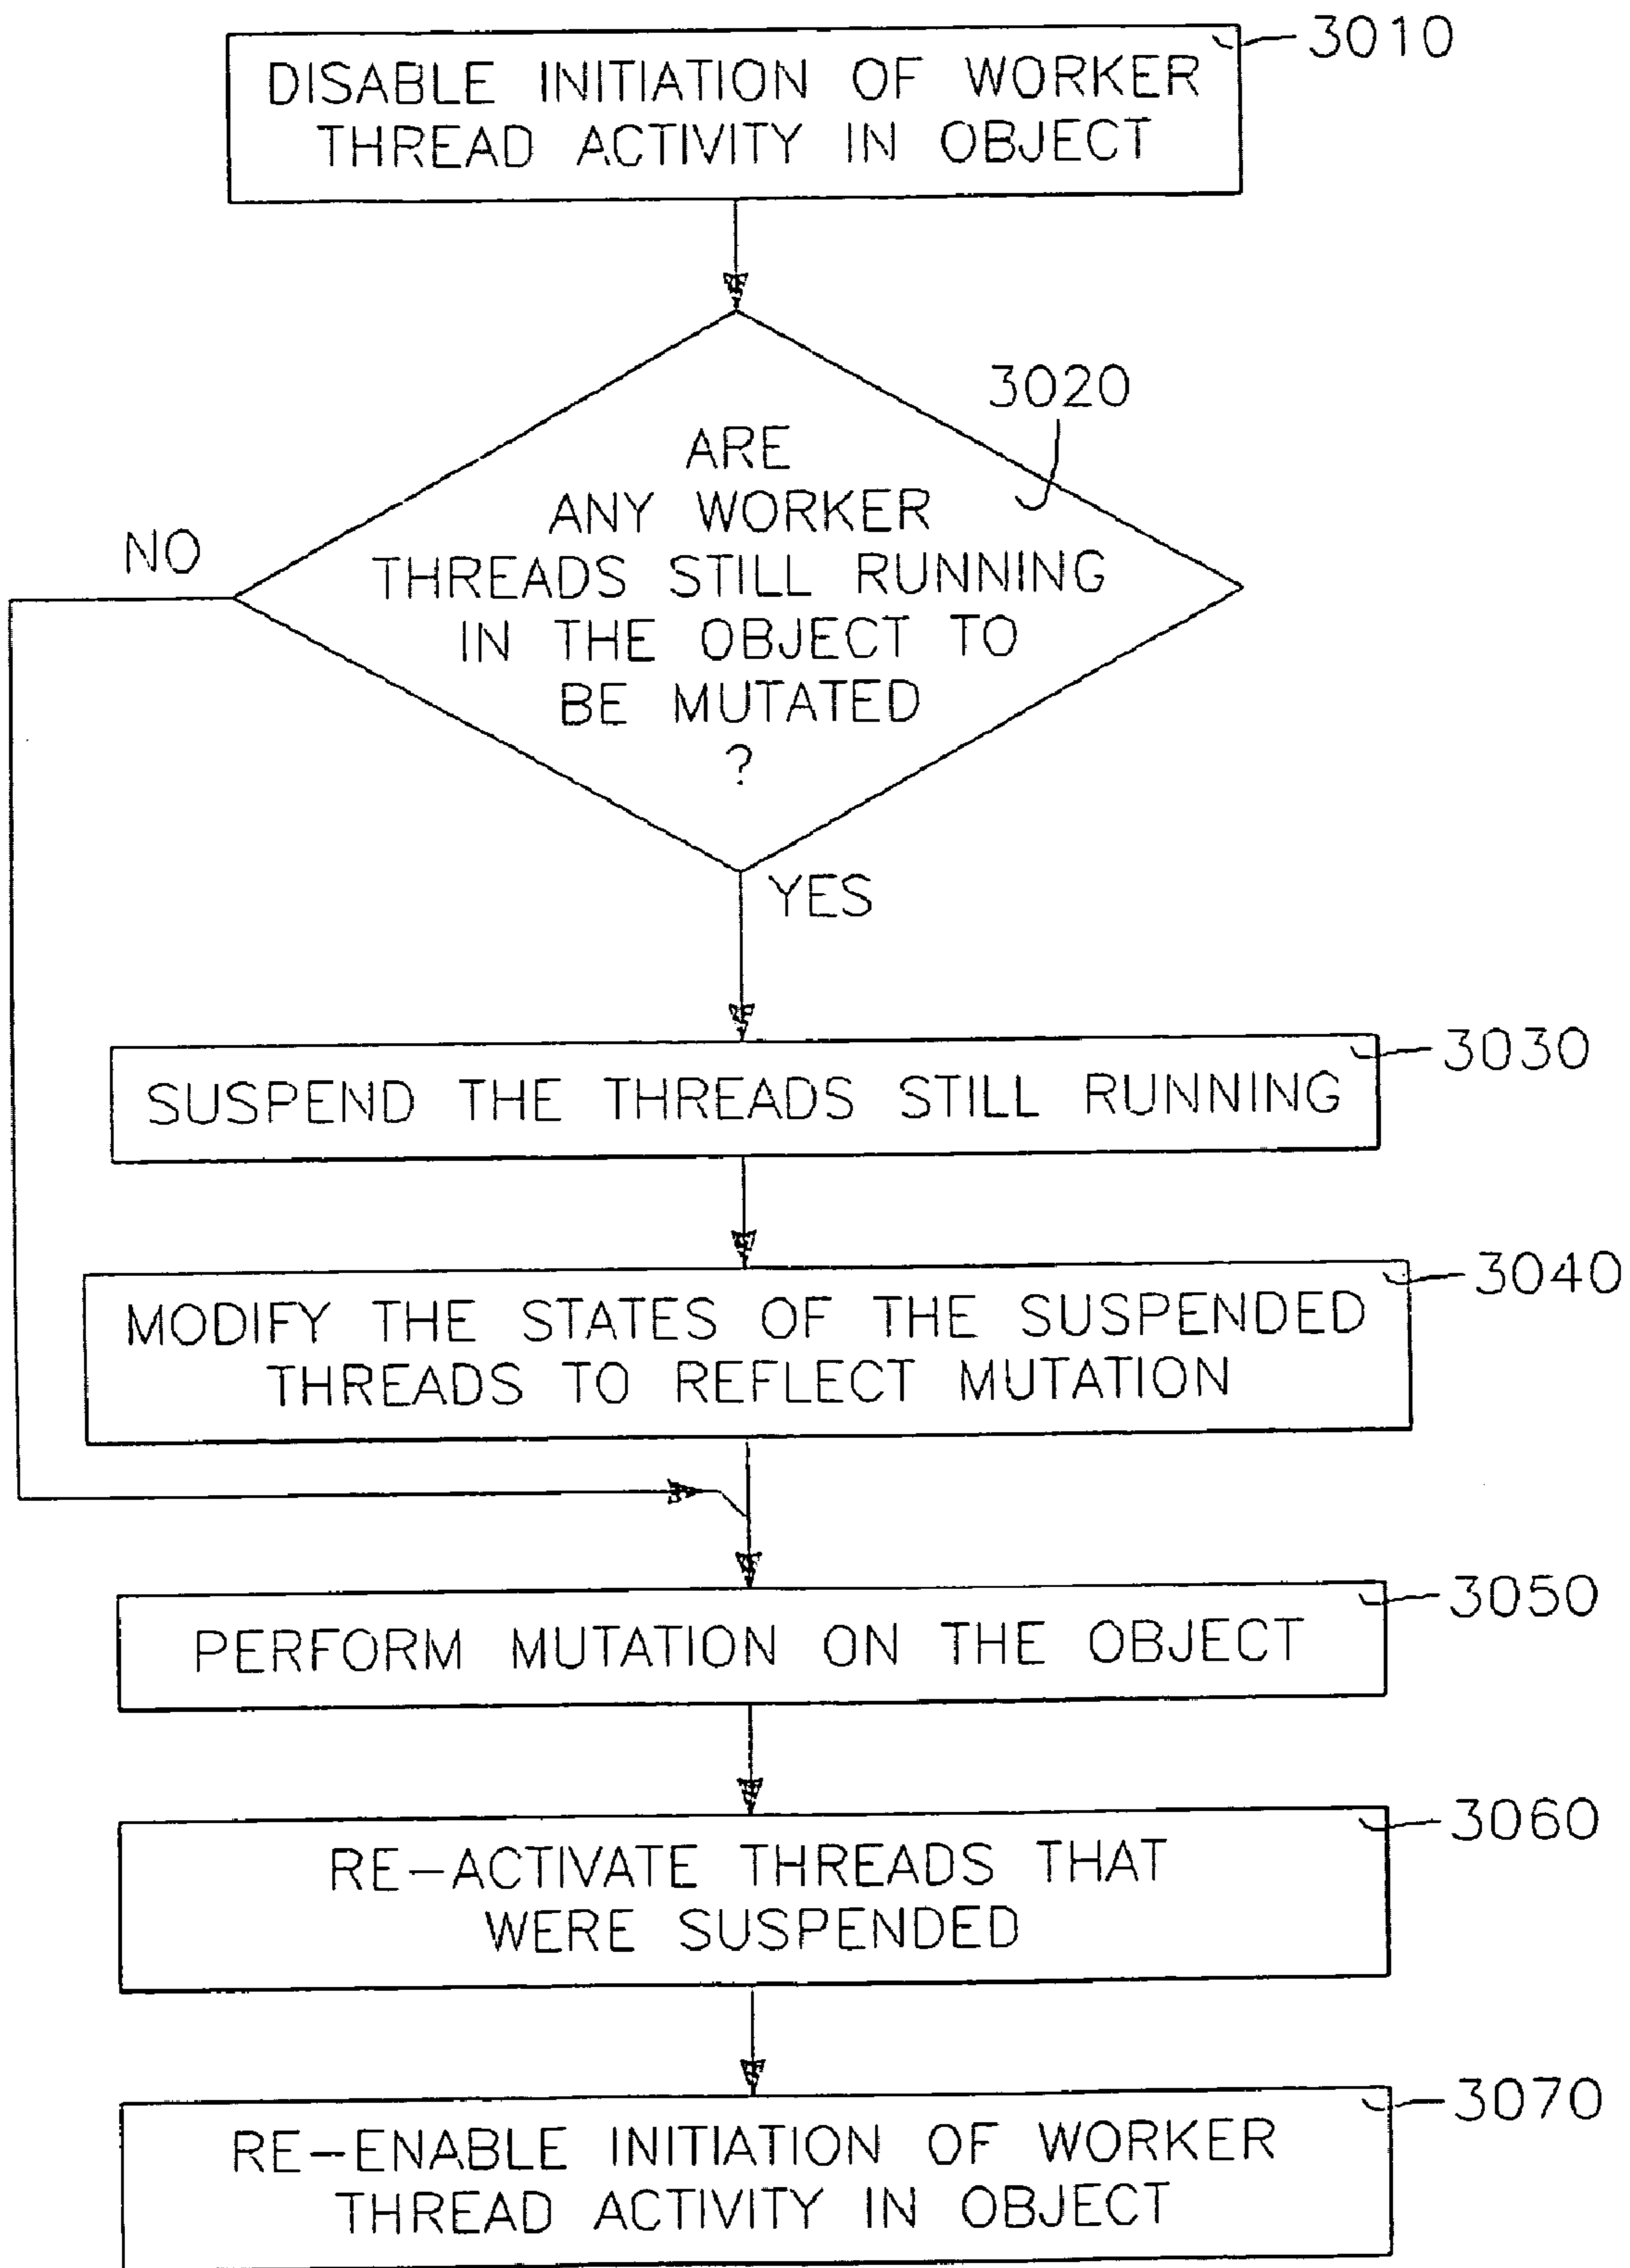 3010
DISABLE INITIATION OF WORKER
THREAD ACTIVITY IN OBJECT
3020
ARE
ANY WORKER
THREADS STILL RUNNING
IN THE OBJECT TO
BE MUTATED
?
NO
YES
3030
SUSPEND THE THREADS STILL RUNNING
3040
MODIFY THE STATES OF THE SUSPENDED
THREADS TO REFLECT MUTATION
3050
PERFORM MUTATION ON THE OBJECT
3060
RE-ACTIVATE THREADS THAT
WERE SUSPENDED
3070
RE-ENABLE INITIATION OF WORKER
THREAD ACTIVITY IN OBJECT